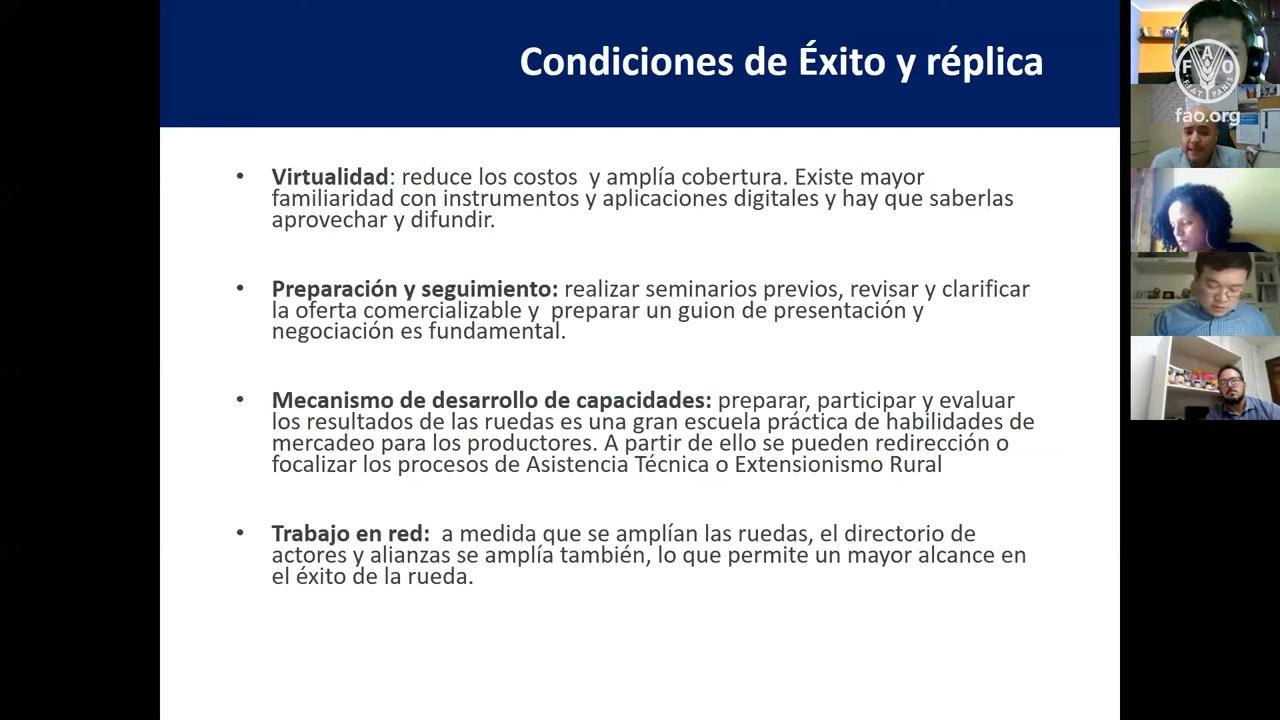 Condiciones de Éxito y réplica
• Virtualidad: reduce los costos y amplía cobertura. Existe mayor
familiaridad con instrumentos y aplicaciones digitales y hay que saberlas
aprovechar y difundir.
• Preparación y seguimiento: realizar seminarios previos, revisar y clarificar
la oferta comercializable y preparar un guion de presentación y
negociación es fundamental.
• Mecanismo de desarrollo de capacidades: preparar, participar y evaluar
los resultados de las ruedas es una gran escuela práctica de habilidades de
mercadeo para los productores. A partir de ello se pueden redirección o
focalizar los procesos de Asistencia Técnica o Extensionismo Rural
• Trabajo en red: a medida que se amplían las ruedas, el directorio de
actores y alianzas se amplía también, lo que permite un mayor alcance en
el éxito de la rueda.
F A O
FIAT PANIS
fao.org